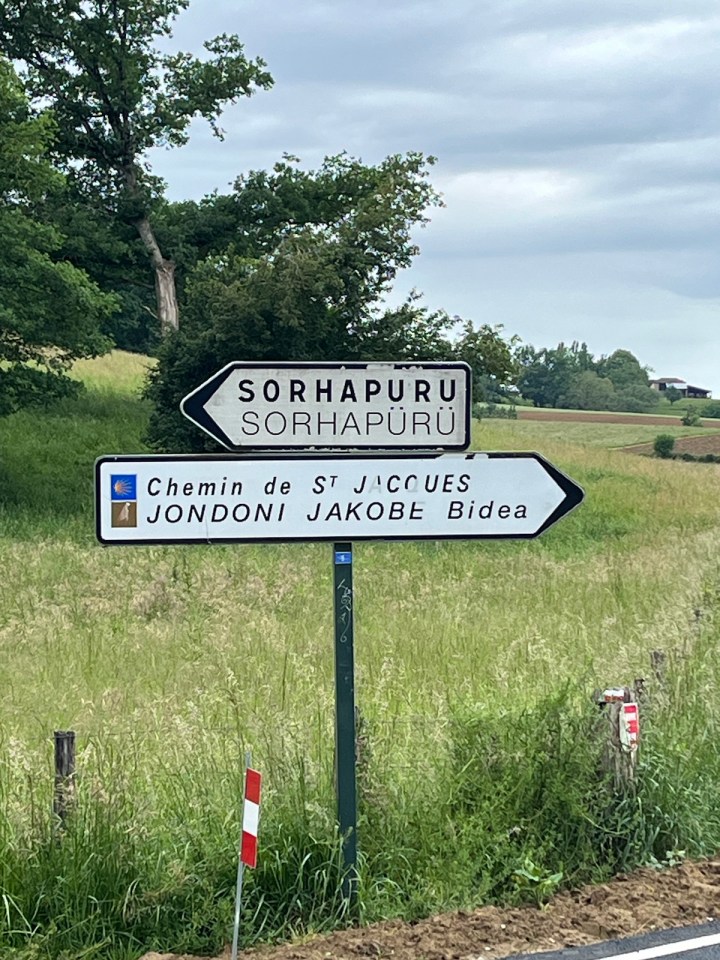 SORHAPURU
SORHAPÜRÜ
Chemin de Sᵀ JACQUES
JONDONI JAKOBE Bidea